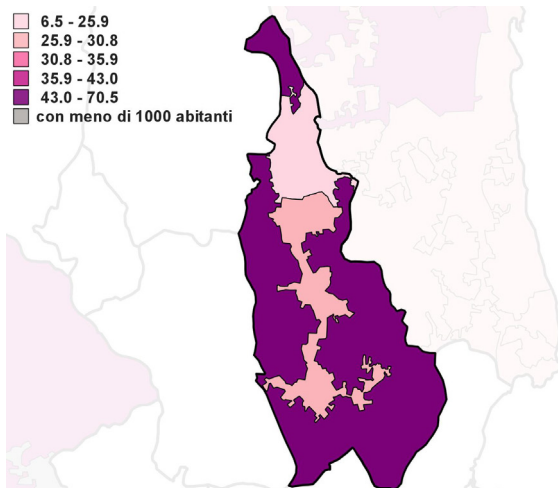 6.5 - 25.9
25.9 - 30.8
30.8 - 35.9
35.9 - 43.0
43.0 - 70.5
con meno di 1000 abitanti